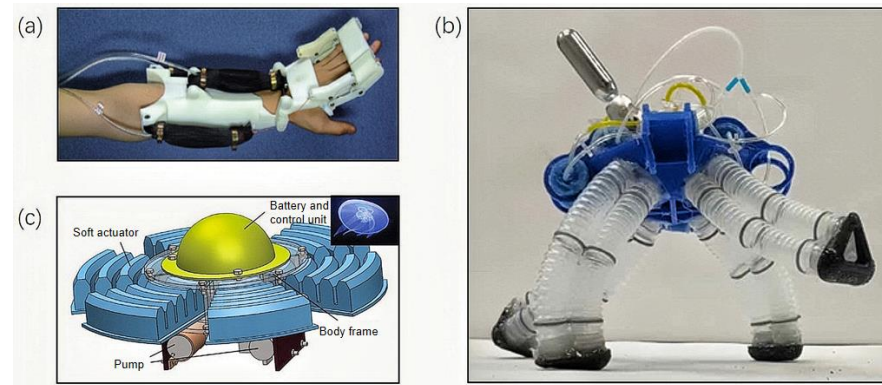 (a)
(b)
(c)
Battery and
control unit
Soft actuator
Body frame
Pump